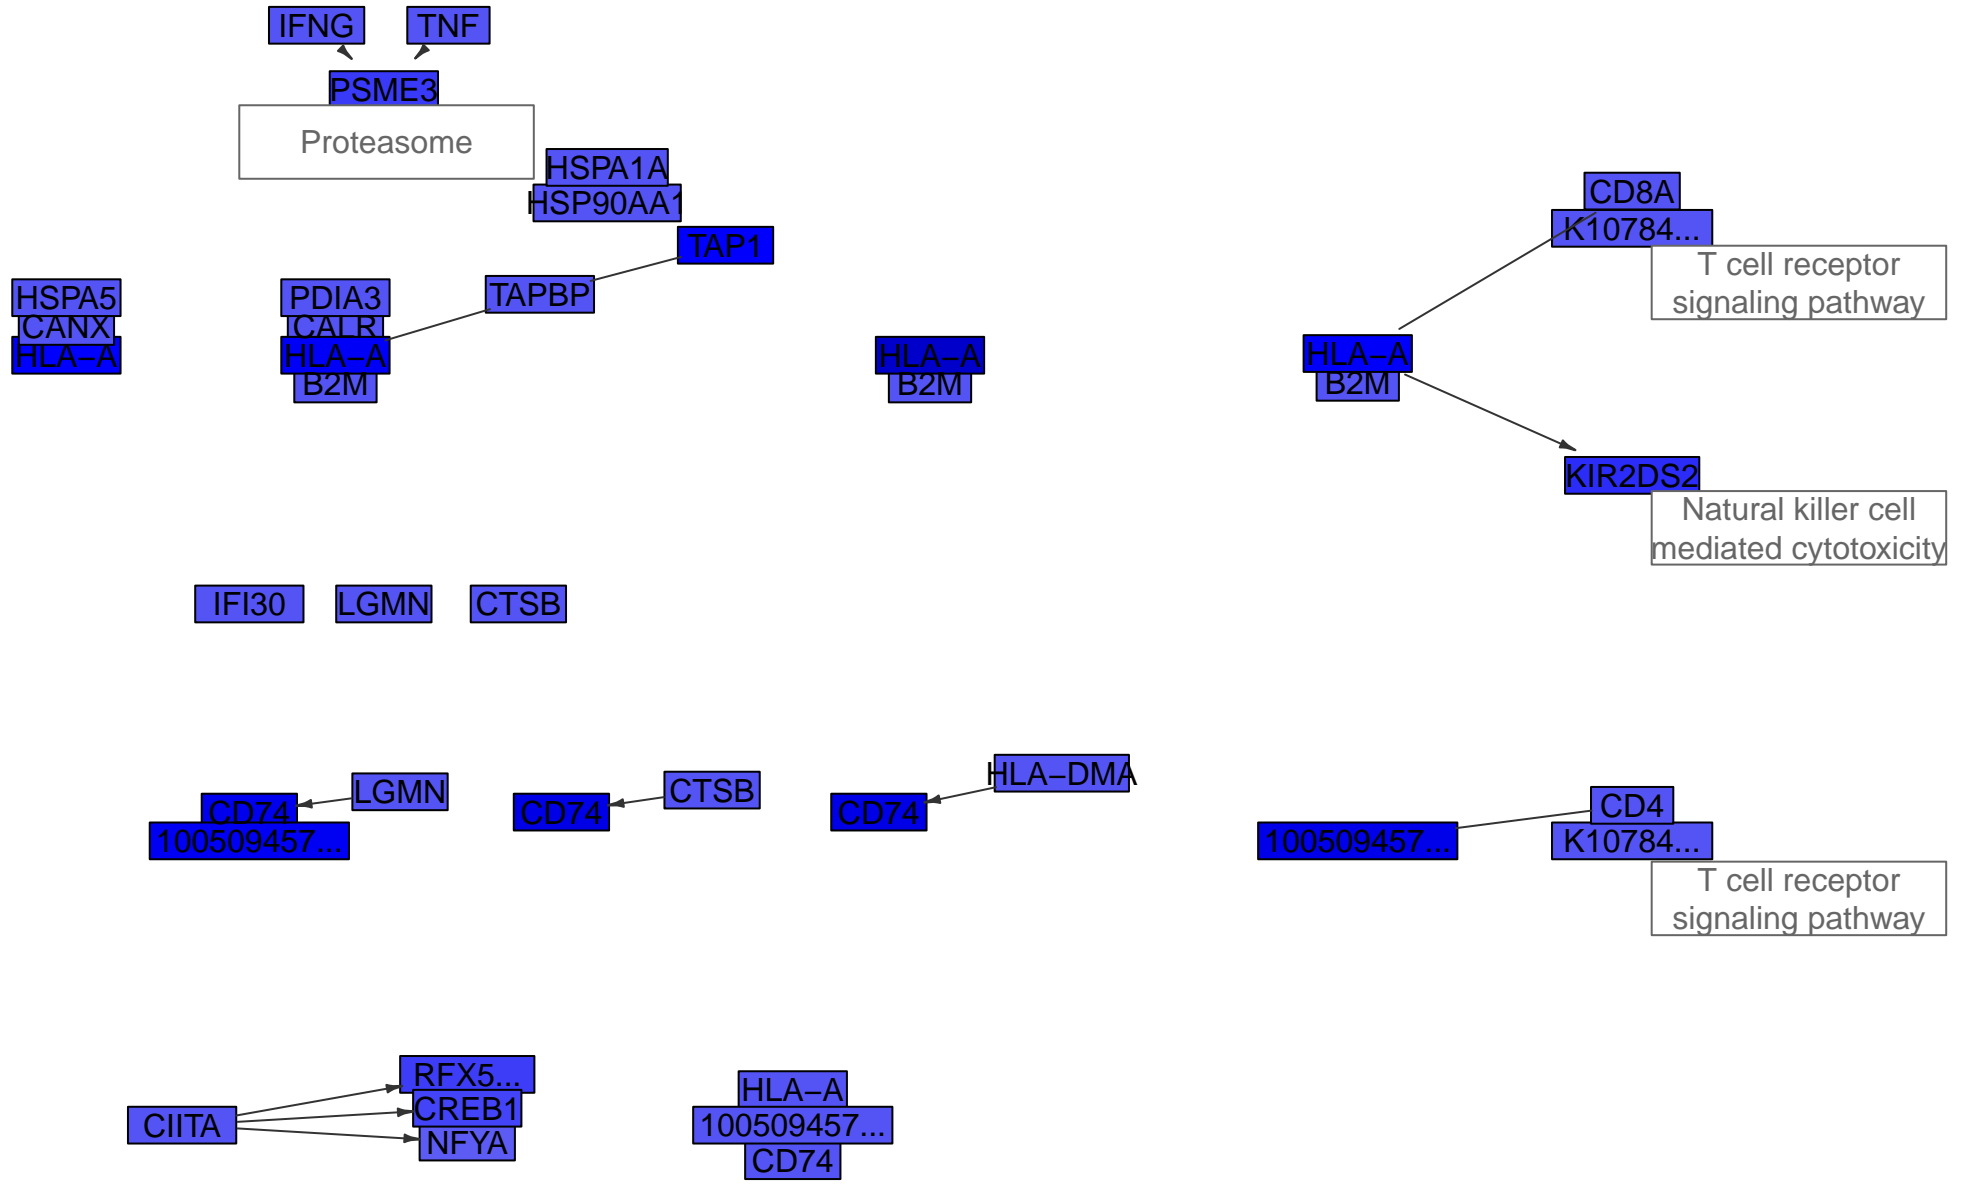 IFNG
TNF
PSME3
Proteasome
HSPA1A
HSP90AA1
TAP1
CD8A
K10784...
T cell receptor
signaling pathway
HSPA5
CANX
HLA−A
PDIA3
CALR
HLA−A
B2M
TAPBP
HLA−A
B2M
HLA−A
B2M
KIR2DS2
Natural killer cell
mediated cytotoxicity
IFI30
LGMN
CTSB
CD74
100509457...
LGMN
CD74
CTSB
CD74
HLA−DMA
100509457...
CD4
K10784...
T cell receptor
signaling pathway
CIITA
RFX5...
CREB1
NFYA
HLA−A
100509457...
CD74